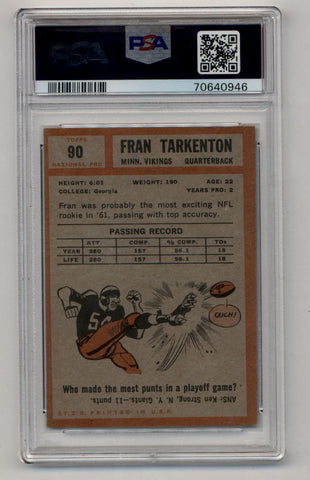 PSA
70640946
TOPPS
90
NATIONAL PRO
FRAN TARKENTON
MINN. VIKINGS QUARTERBACK
HEIGHT: 6:01 WEIGHT: 190 AGE: 22
COLLEGE: Georgia YEARS PRO: 2
Fran was probably the most exciting NFL
rookie in '61, passing with top accuracy.
PASSING RECORD
ATT. COMP. % COMP. TDs
YEAR 280 157 56.1 18
LIFE 280 157 56.1 18
OUCH!
Who made the most punts in a playoff game?
ANS: Ken Strong, N. Y. Giants—11 punts.
©T.C.G. PRINTED IN U.S.A.